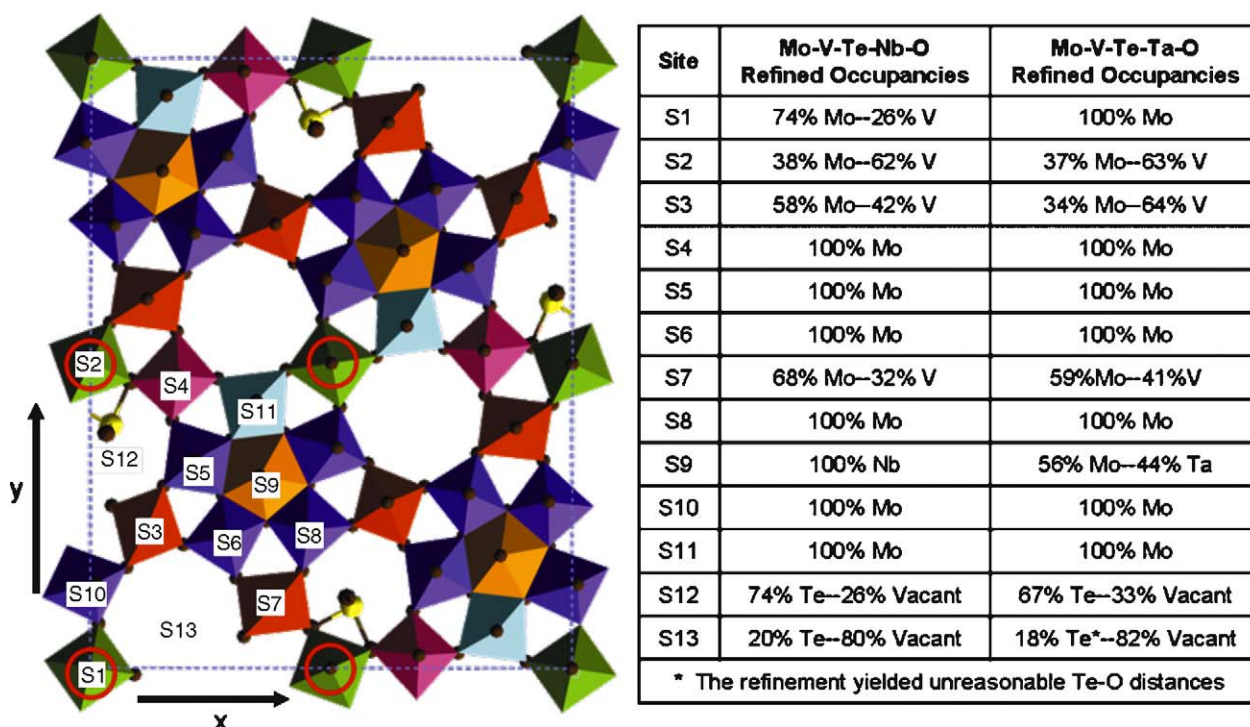 S2
S4
S11
S12
S5
S9
S3
S6
S8
S10
S7
S13
S1
y
x
Site Mo-V-Te-Nb-O Refined Occupancies Mo-V-Te-Ta-O Refined Occupancies
S1 74% Mo--26% V 100% Mo
S2 38% Mo--62% V 37% Mo--63% V
S3 58% Mo--42% V 34% Mo--64% V
S4 100% Mo 100% Mo
S5 100% Mo 100% Mo
S6 100% Mo 100% Mo
S7 68% Mo--32% V 59%Mo--41%V
S8 100% Mo 100% Mo
S9 100% Nb 56% Mo--44% Ta
S10 100% Mo 100% Mo
S11 100% Mo 100% Mo
S12 74% Te--26% Vacant 67% Te--33% Vacant
S13 20% Te--80% Vacant 18% Te*--82% Vacant
* The refinement yielded unreasonable Te-O distances